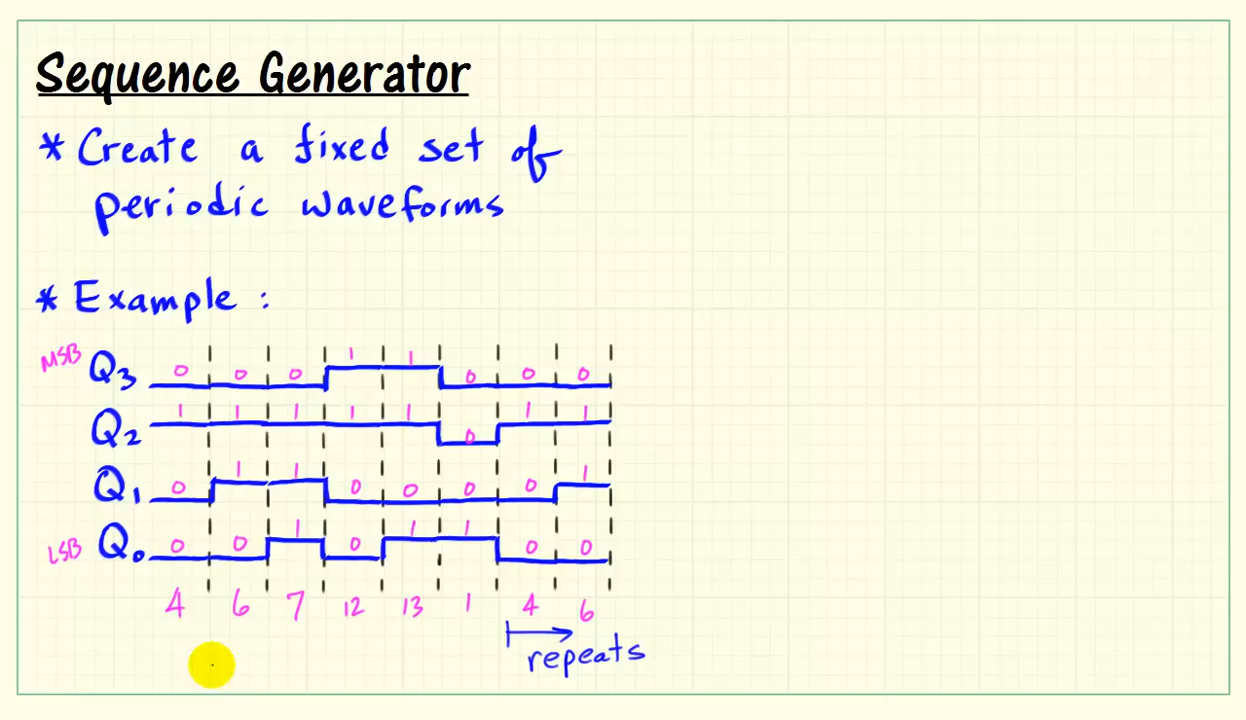 Sequence Generator
* Create a fixed set of
periodic waveforms
* Example :
MSB Q3 0 0 0 1 1 0 0 0
Q2 1 1 1 1 1 0 1 1
Q1 0 1 1 0 0 0 0 1
LSB Q0 0 0 1 0 1 1 0 0
4 6 7 12 13 1 4 6
repeats